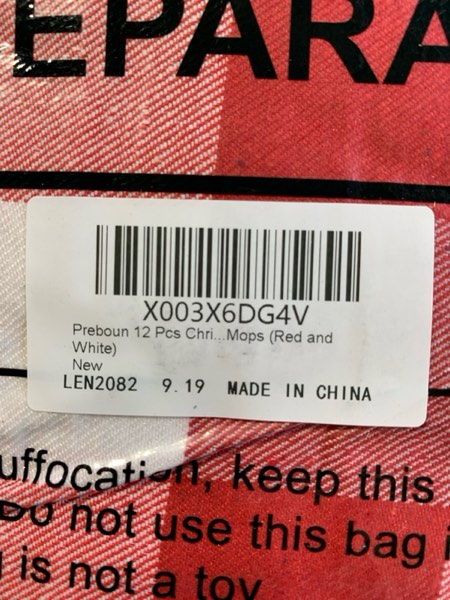 EPARA
X003X6DG4V
Preboun 12 Pcs Chri...Mops (Red and
White)
New
LEN2082 9.19 MADE IN CHINA
uffocation, keep this
Do not use this bag i
is not a toy